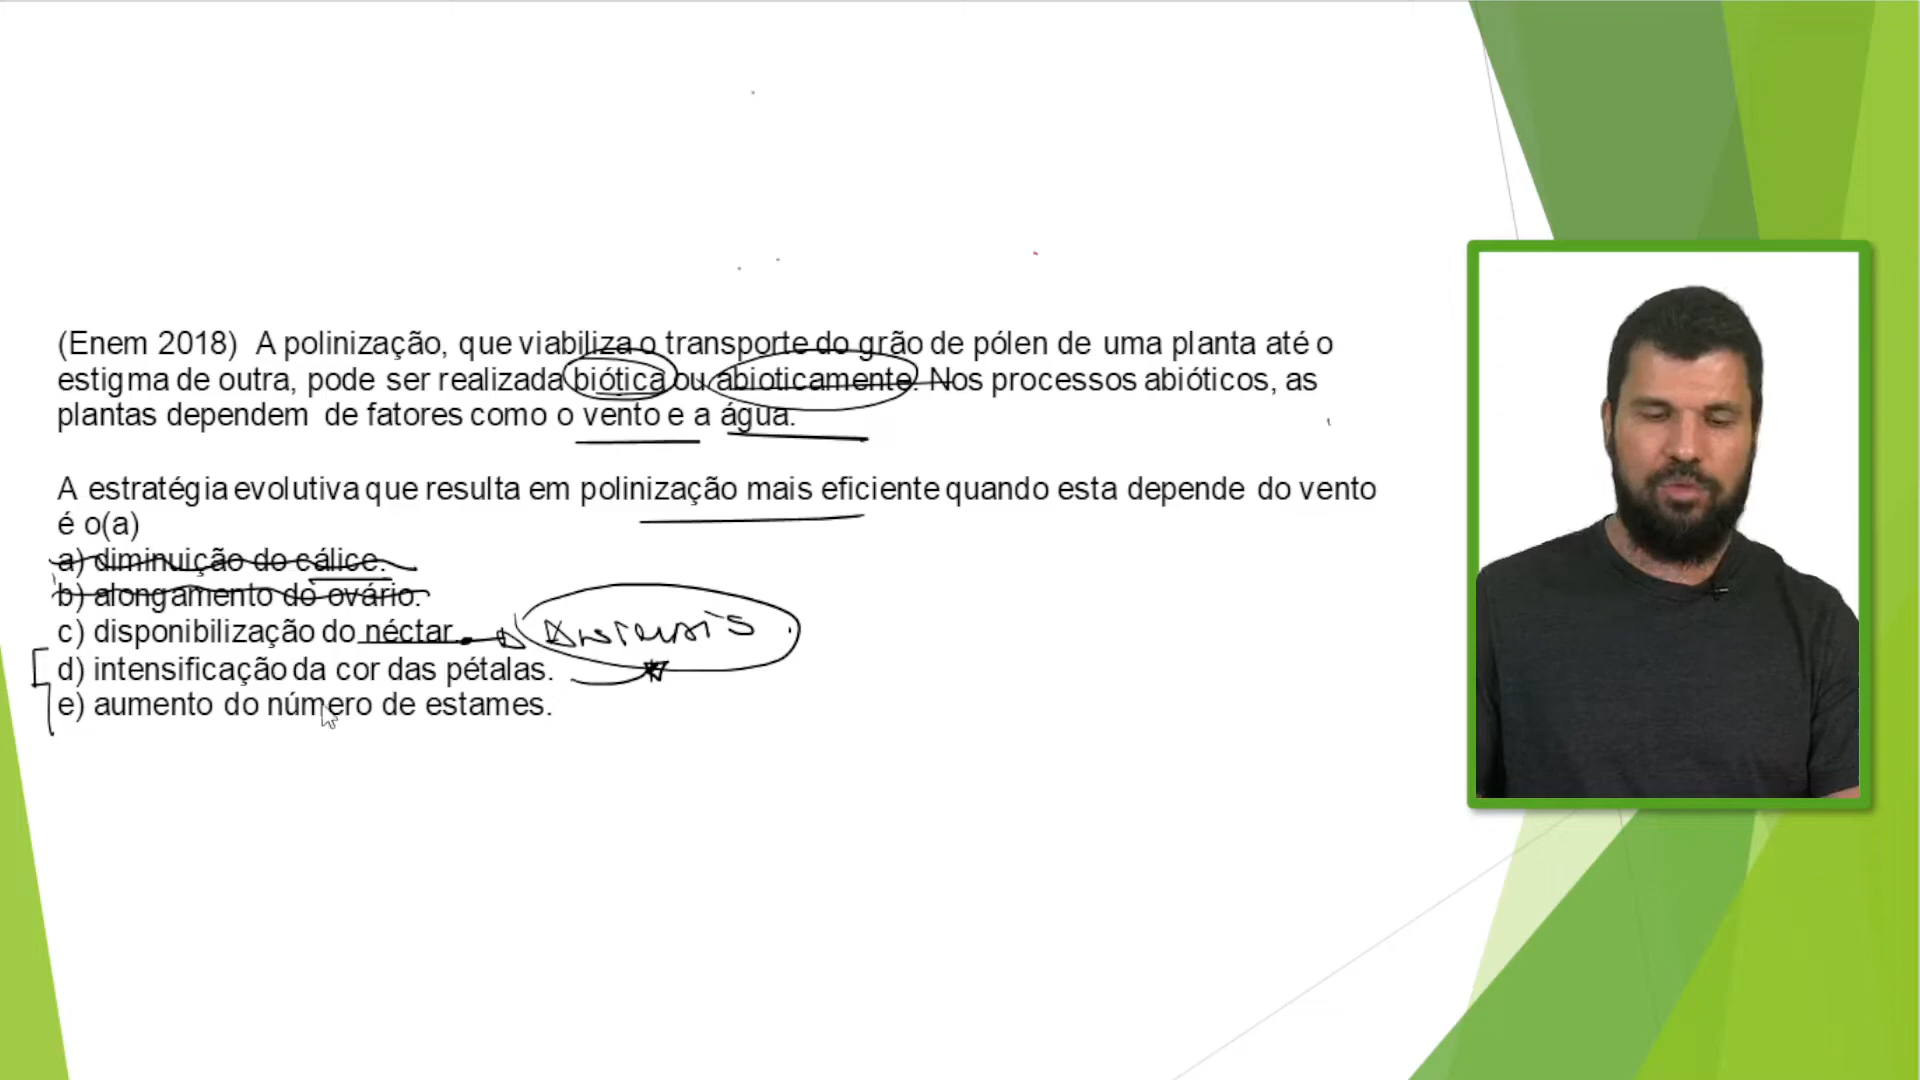 (Enem 2018) A polinização, que viabiliza o transporte do grão de pólen de uma planta até o
estigma de outra, pode ser realizada biótica ou abioticamente. Nos processos abióticos, as
plantas dependem de fatores como o vento e a água.
A estratégia evolutiva que resulta em polinização mais eficiente quando esta depende do vento
é o(a)
a) diminuição do cálice.
b) alongamento do ovário.
c) disponibilização do néctar. Animais
d) intensificação da cor das pétalas.
e) aumento do número de estames.